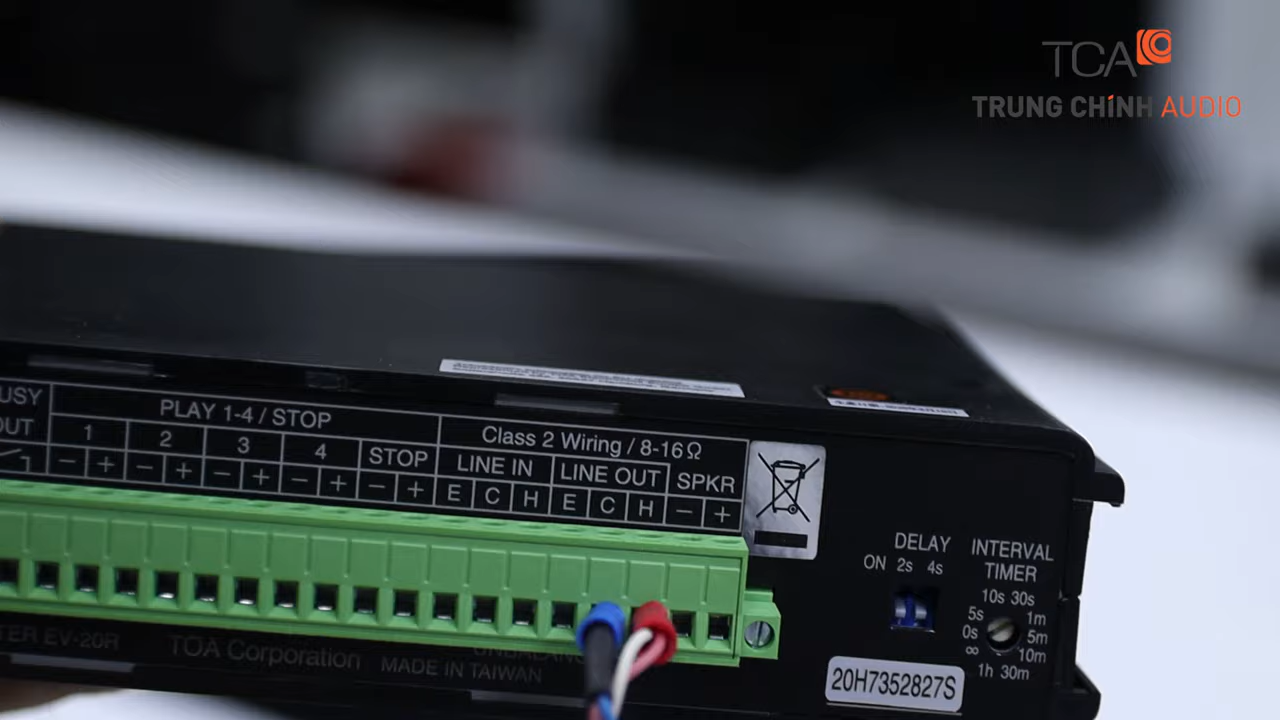 TCA
TRUNG CHÍNH AUDIO
USY
OUT
PLAY 1-4 / STOP
1 2 3 4 STOP
− + − + − + − + − +
Class 2 Wiring / 8-16Ω
LINE IN LINE OUT SPKR
E C H E C H − +
DELAY
ON 2s 4s
INTERVAL
TIMER
10s 30s
5s 1m
0s 5m
∞ 10m
1h 30m
TER EV-20R
TOA Corporation
MADE IN TAIWAN
20H7352827S